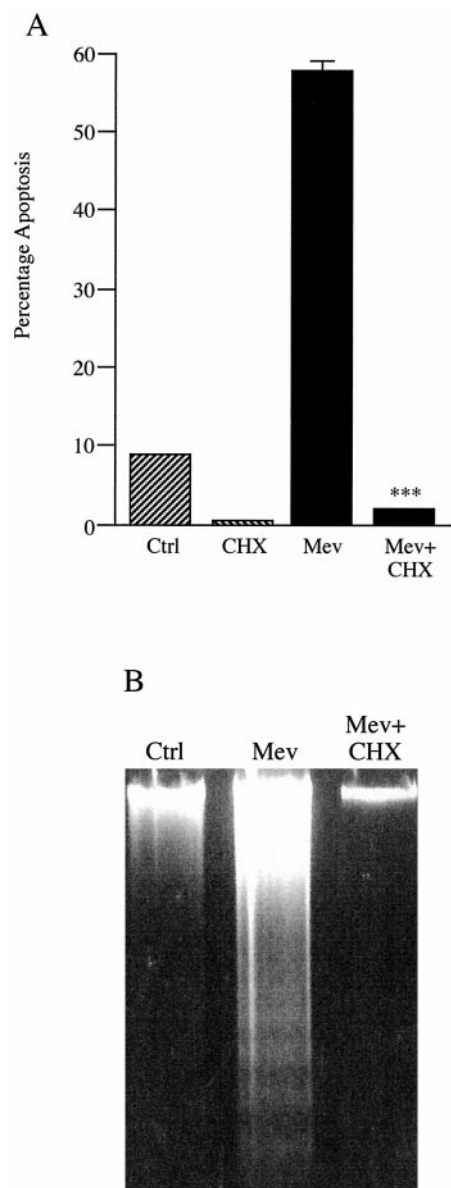 A
Percentage Apoptosis
60
50
40
30
20
10
0
Ctrl
CHX
Mev
Mev+
CHX
***
B
Ctrl
Mev
Mev+
CHX